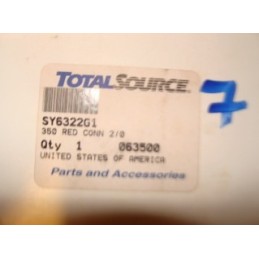 TOTALSOURCE
SY6322G1
350 RED CONN 2/0
Qty 1 063500
UNITED STATES OF AMERICA
Parts and Accessories
7